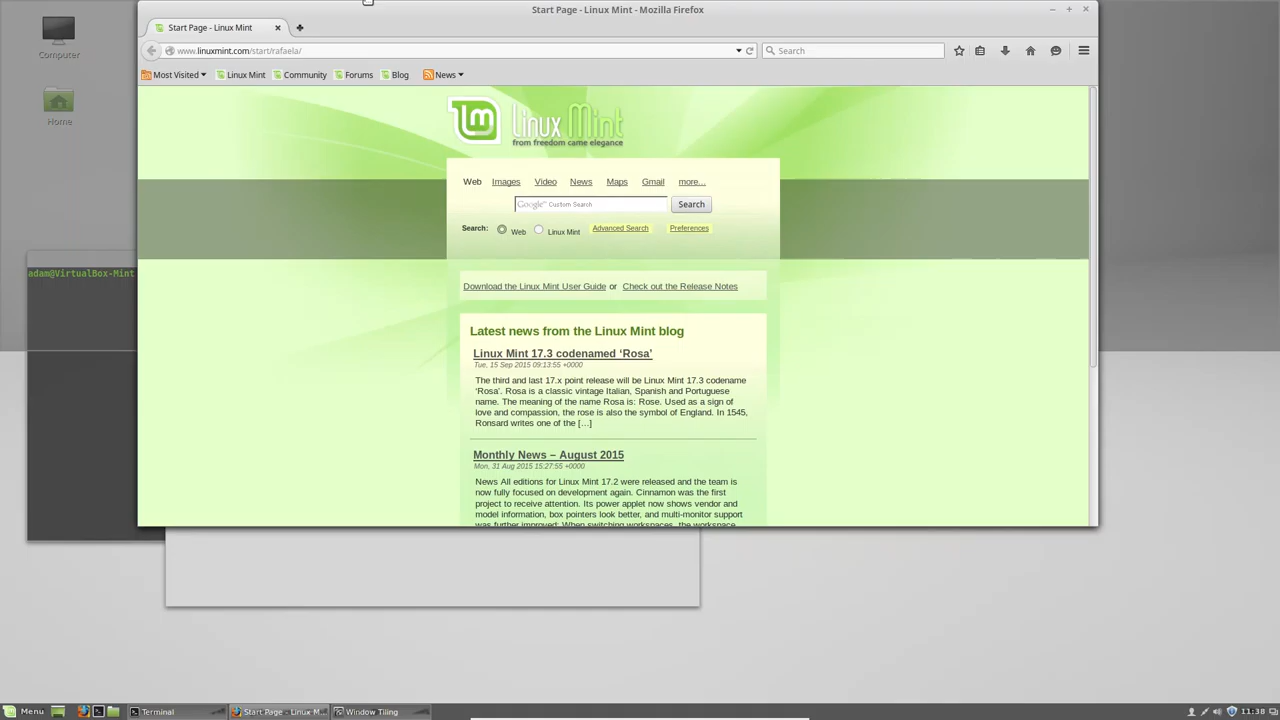 Start Page - Linux Mint - Mozilla Firefox
Start Page - Linux Mint
www.linuxmint.com/start/rafaela/
Search
Most Visited
Linux Mint
Community
Forums
Blog
News
Computer
Home
Linux Mint
from freedom came elegance
Web Images Video News Maps Gmail more...
Google™ Custom Search
Search
Search: Web Linux Mint Advanced Search Preferences
Download the Linux Mint User Guide or Check out the Release Notes
adam@VirtualBox-Mint
Latest news from the Linux Mint blog
Linux Mint 17.3 codenamed ‘Rosa’
Tue, 15 Sep 2015 09:13:55 +0000
The third and last 17.x point release will be Linux Mint 17.3 codename
‘Rosa’. Rosa is a classic vintage Italian, Spanish and Portuguese
name. The meaning of the name Rosa is: Rose. Used as a sign of
love and compassion, the rose is also the symbol of England. In 1545,
Ronsard writes one of the […]
Monthly News – August 2015
Mon, 31 Aug 2015 15:27:55 +0000
News All editions for Linux Mint 17.2 were released and the team is
now fully focused on development again. Cinnamon was the first
project to receive attention. Its power applet now shows vendor and
model information, box pointers look better, and multi-monitor support
was further improved: When switching workspaces, the workspace
Menu
Terminal
Start Page - Linux M...
Window Tiling
11:38